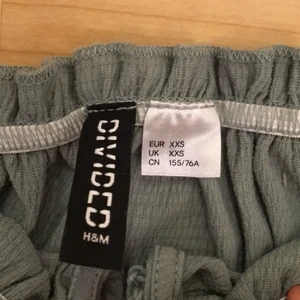 DIVIDED
H&M
EUR XXS
UK XXS
CN 155/76A